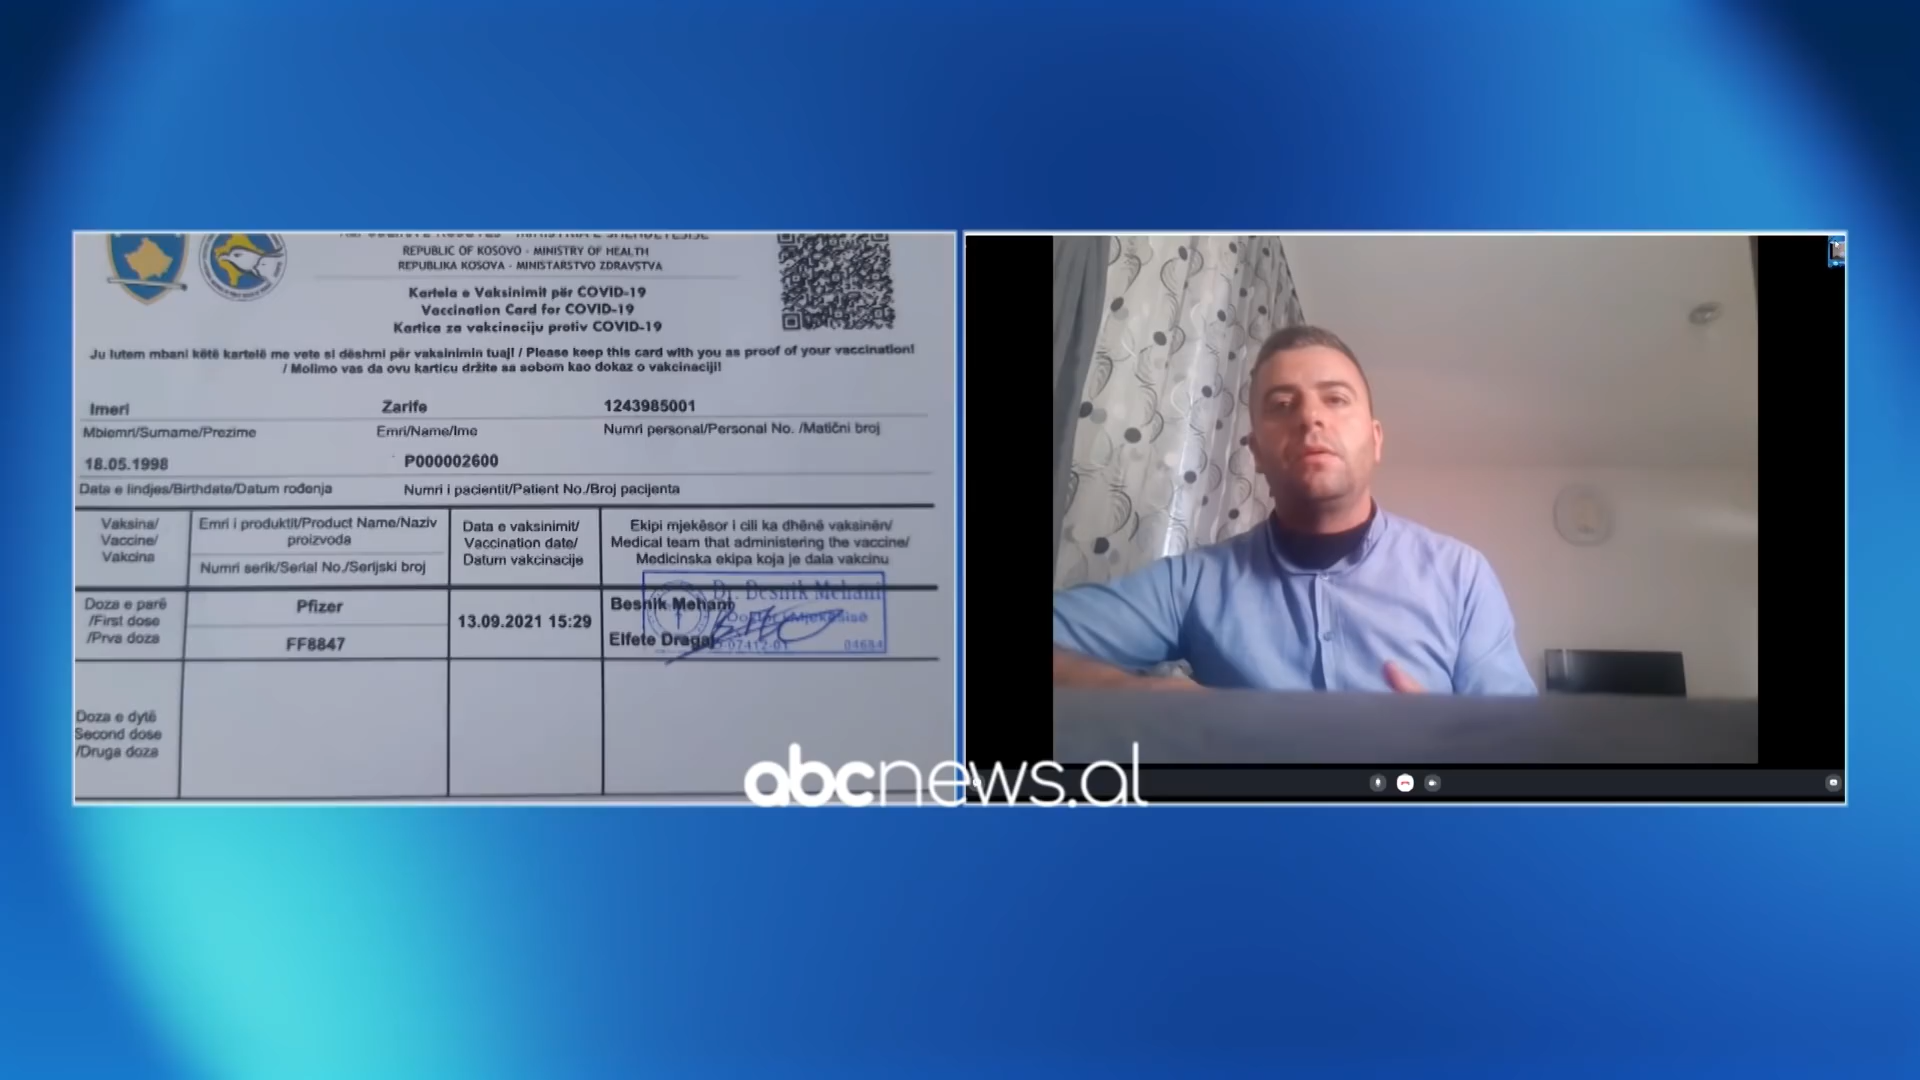 REPUBLIC OF KOSOVO - MINISTRY OF HEALTH
REPUBLIKA KOSOVA - MINISTARSTVO ZDRAVSTVA
Kartela e Vaksinimit për COVID-19
Vaccination Card for COVID-19
Kartica za vakcinaciju protiv COVID-19
Ju lutem mbani këtë kartelë me vete si dëshmi për vaksinimin tuaj! / Please keep this card with you as proof of your vaccination!
/ Molimo vas da ovu karticu držite sa sobom kao dokaz o vakcinaciji!
Imeri Zarife 1243985001
Mbiemri/Surname/Prezime Emri/Name/Ime Numri personal/Personal No. /Matični broj
18.05.1998 P000002600
Data e lindjes/Birthdate/Datum rođenja Numri i pacientit/Patient No./Broj pacijenta
Vaksina/
Vaccine/
Vakcina
Emri i produktit/Product Name/Naziv
proizvoda
Numri serik/Serial No./Serijski broj
Data e vaksinimit/
Vaccination date/
Datum vakcinacije
Ekipi mjekësor i cili ka dhënë vaksinën/
Medical team that administering the vaccine/
Medicinska ekipa koja je dala vakcinu
Doza e parë
/First dose
/Prva doza
Pfizer
FF8847
13.09.2021 15:29
Besnik Mehani
Elfete Dragaj
Dr. Besnik Mehani
Doktor i Mjekësisë
04684
Doza e dytë
Second dose
/Druga doza
abcnews.al